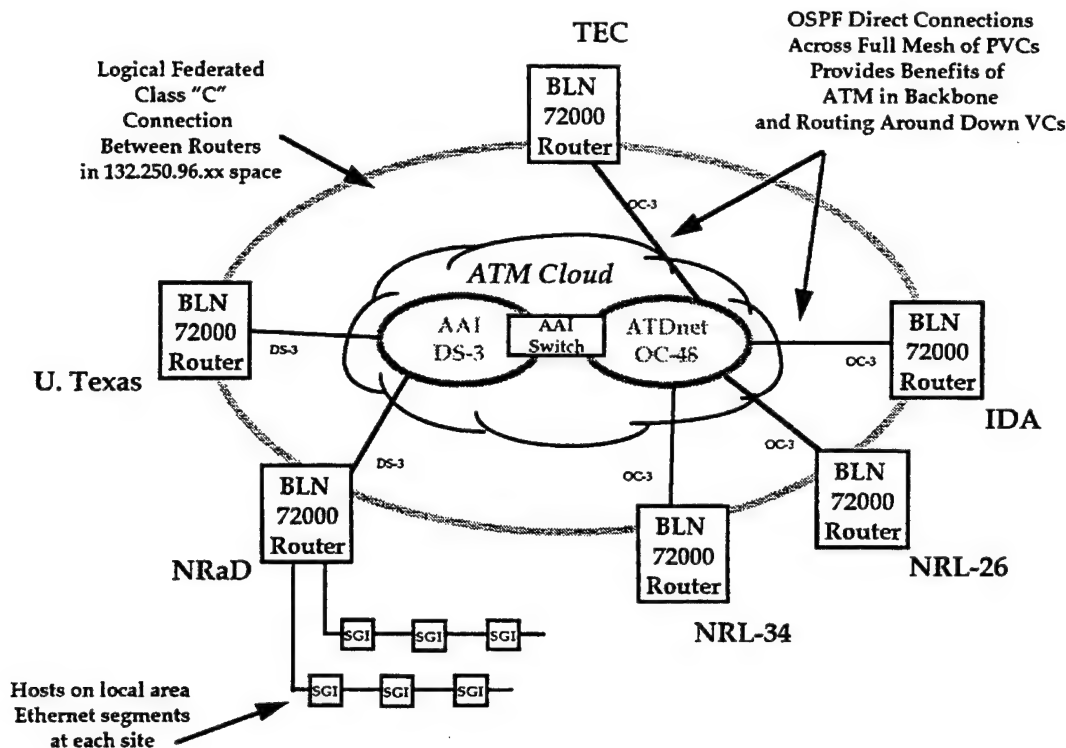 TEC
OSPF Direct Connections
Across Full Mesh of PVCs
Provides Benefits of
ATM in Backbone
and Routing Around Down VCs
Logical Federated
Class "C"
Connection
Between Routers
in 132.250.96.xx space
BLN
72000
Router
OC-3
ATM Cloud
BLN
72000
Router
DS-3
U. Texas
AAI
DS-3
AAI
Switch
ATDnet
OC-48
OC-3
BLN
72000
Router
IDA
DS-3
OC-3
OC-3
BLN
72000
Router
NRaD
BLN
72000
Router
NRL-34
BLN
72000
Router
NRL-26
SGI SGI SGI
SGI SGI SGI
Hosts on local area
Ethernet segments
at each site